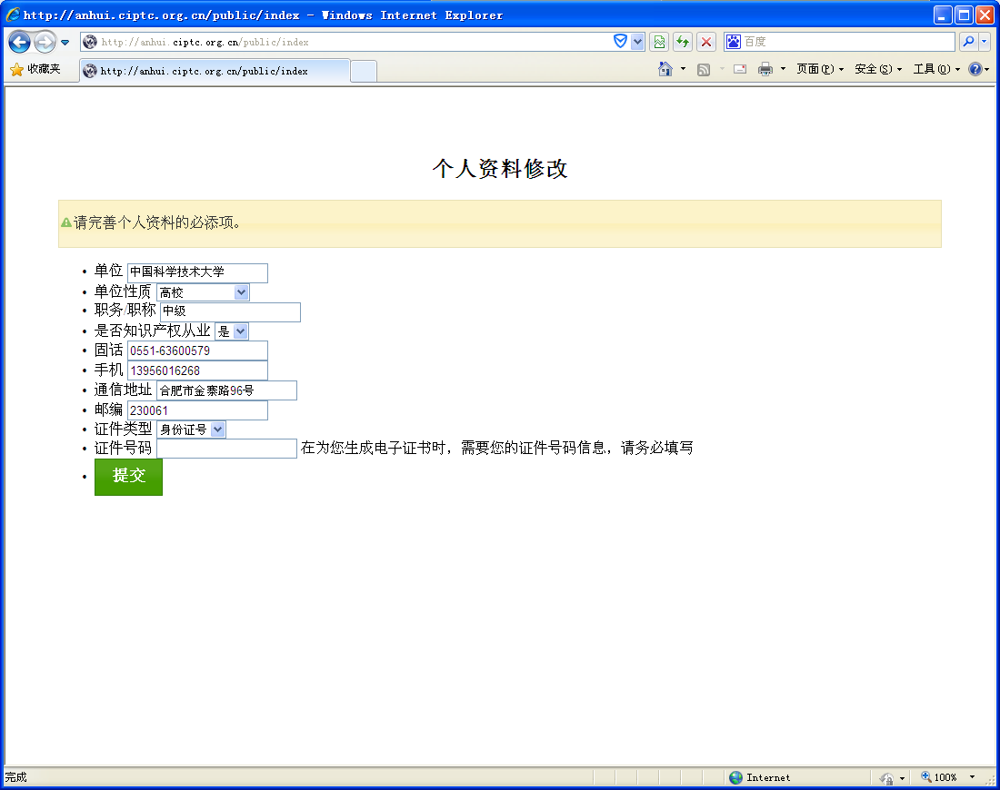 http://anhui.ciptc.org.cn/public/index - Windows Internet Explorer
http://anhui.ciptc.org.cn/public/index
百度
收藏夹
http://anhui.ciptc.org.cn/public/index
页面(P)
安全(S)
工具(O)
个人资料修改
请完善个人资料的必添项。
单位 中国科学技术大学
单位性质 高校
职务/职称 中级
是否知识产权从业 是
固话 0551-63600579
手机 13956016268
通信地址 合肥市金寨路96号
邮编 230061
证件类型 身份证号
证件号码 在为您生成电子证书时，需要您的证件号码信息，请务必填写
提交
完成
Internet
100%